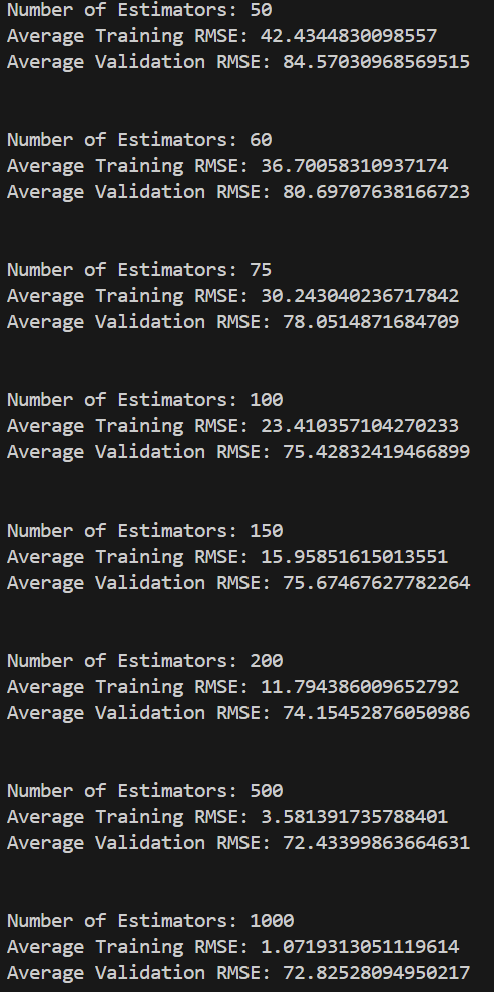 Number of Estimators: 50
Average Training RMSE: 42.4344830098557
Average Validation RMSE: 84.57030968569515
Number of Estimators: 60
Average Training RMSE: 36.70058310937174
Average Validation RMSE: 80.69707638166723
Number of Estimators: 75
Average Training RMSE: 30.243040236717842
Average Validation RMSE: 78.0514871684709
Number of Estimators: 100
Average Training RMSE: 23.410357104270233
Average Validation RMSE: 75.42832419466899
Number of Estimators: 150
Average Training RMSE: 15.95851615013551
Average Validation RMSE: 75.67467627782264
Number of Estimators: 200
Average Training RMSE: 11.794386009652792
Average Validation RMSE: 74.15452876050986
Number of Estimators: 500
Average Training RMSE: 3.581391735788401
Average Validation RMSE: 72.43399863664631
Number of Estimators: 1000
Average Training RMSE: 1.0719313051119614
Average Validation RMSE: 72.82528094950217